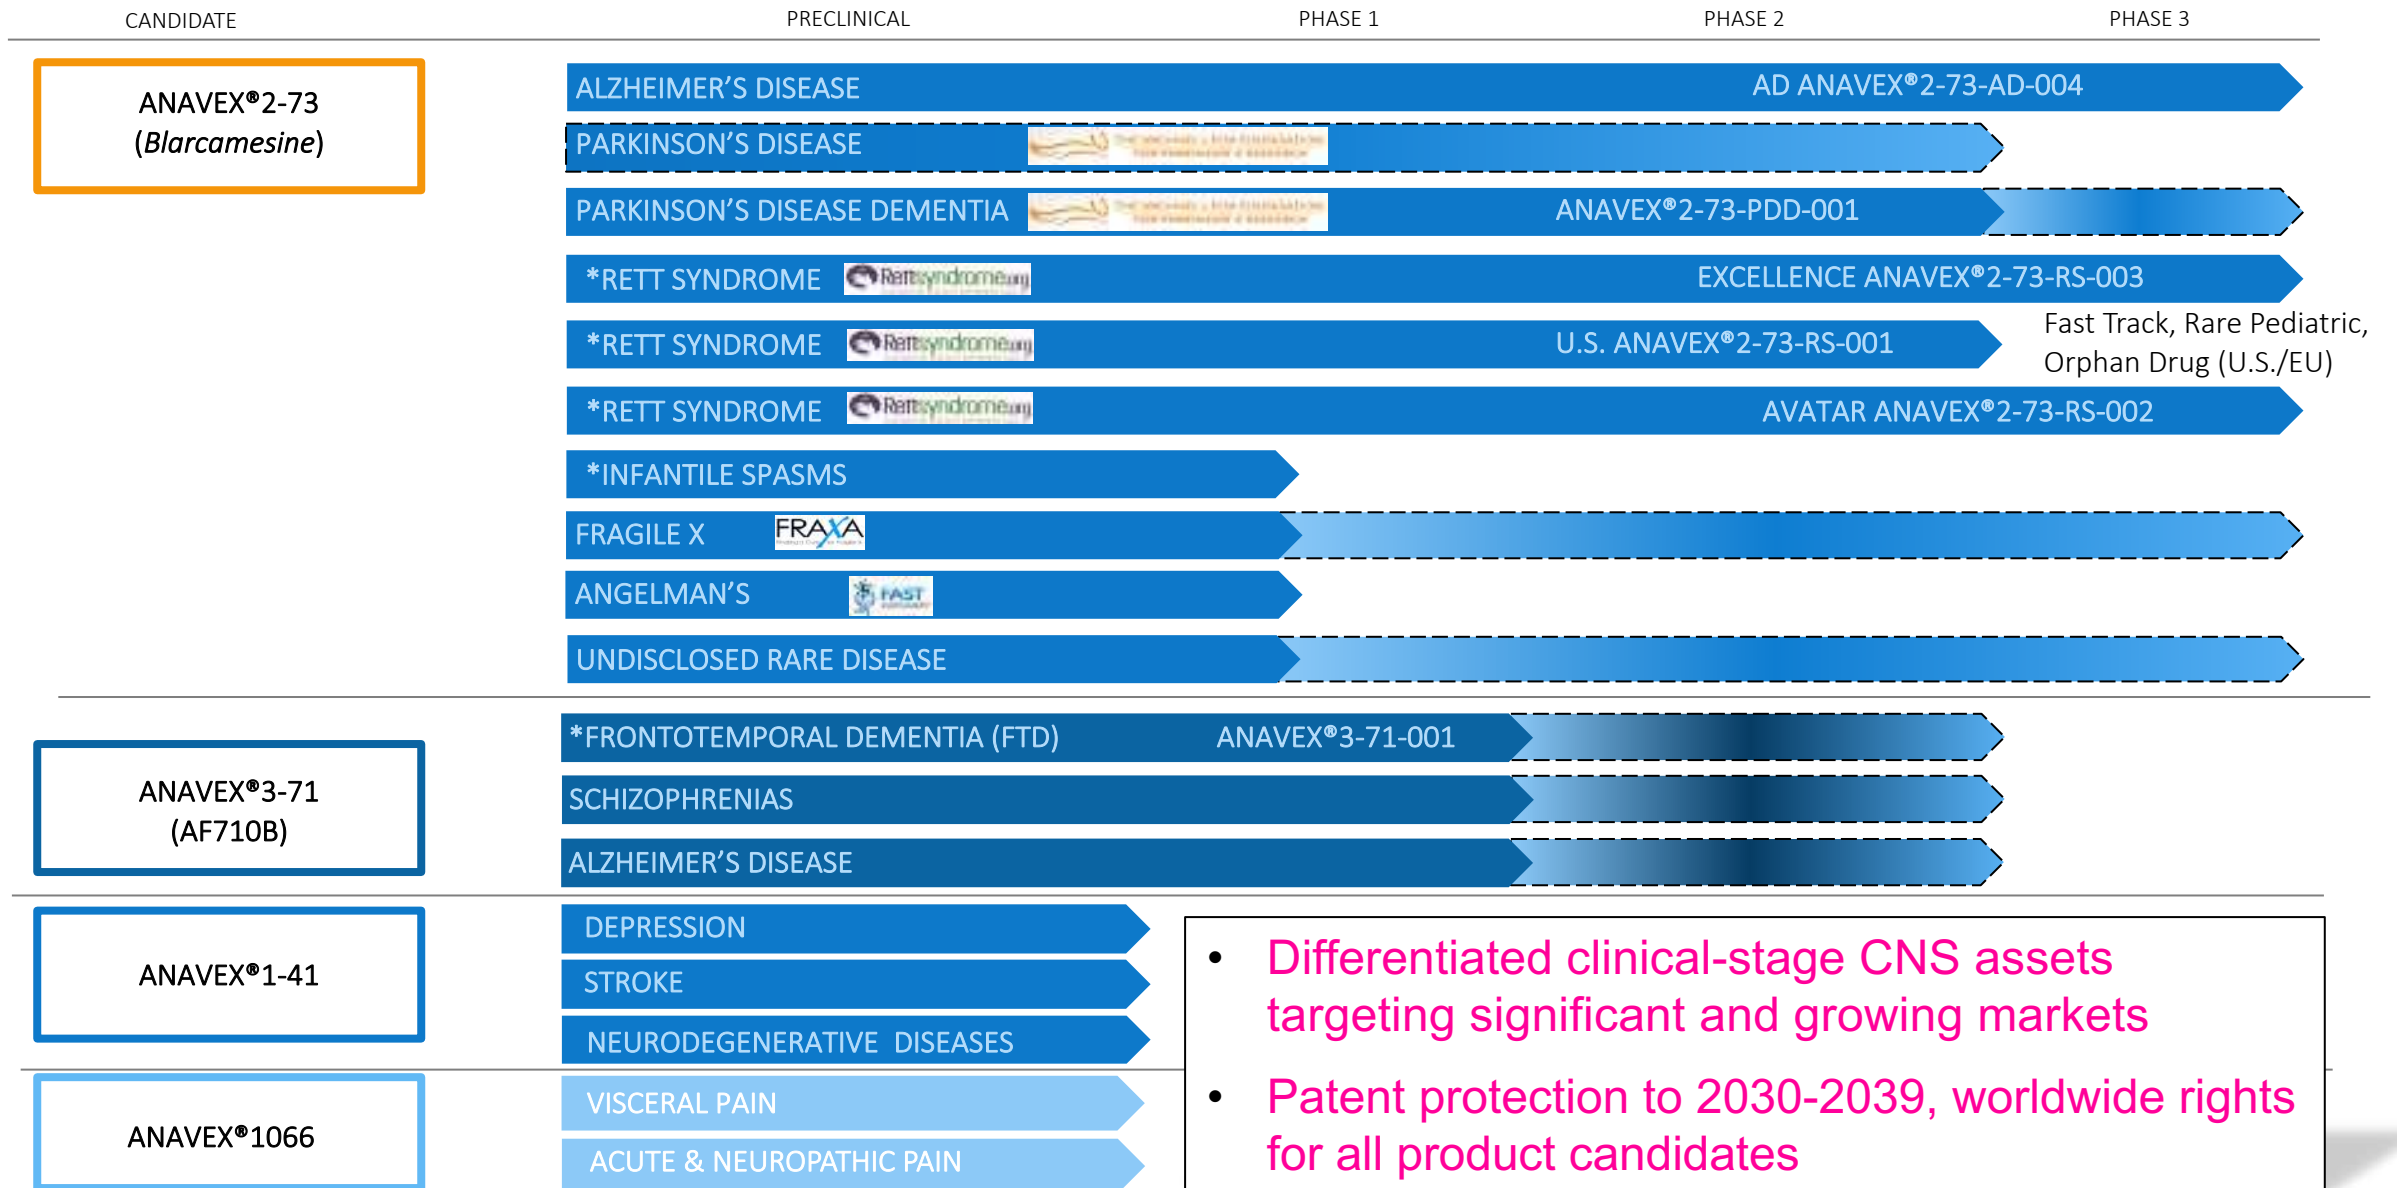 CANDIDATE PRECLINICAL PHASE 1 PHASE 2 PHASE 3
ANAVEX®2-73
(Blarcamesine)
ALZHEIMER'S DISEASE AD ANAVEX®2-73-AD-004
PARKINSON'S DISEASE
PARKINSON'S DISEASE DEMENTIA ANAVEX®2-73-PDD-001
*RETT SYNDROME Rettsyndrome.org EXCELLENCE ANAVEX®2-73-RS-003
*RETT SYNDROME Rettsyndrome.org U.S. ANAVEX®2-73-RS-001
Fast Track, Rare Pediatric,
Orphan Drug (U.S./EU)
*RETT SYNDROME Rettsyndrome.org AVATAR ANAVEX®2-73-RS-002
*INFANTILE SPASMS
FRAGILE X FRAXA
ANGELMAN'S FAST
UNDISCLOSED RARE DISEASE
ANAVEX®3-71
(AF710B)
*FRONTOTEMPORAL DEMENTIA (FTD) ANAVEX®3-71-001
SCHIZOPHRENIAS
ALZHEIMER'S DISEASE
ANAVEX®1-41
DEPRESSION
STROKE
NEURODEGENERATIVE DISEASES
ANAVEX®1066
VISCERAL PAIN
ACUTE & NEUROPATHIC PAIN
• Differentiated clinical-stage CNS assets
targeting significant and growing markets
• Patent protection to 2030-2039, worldwide rights
for all product candidates